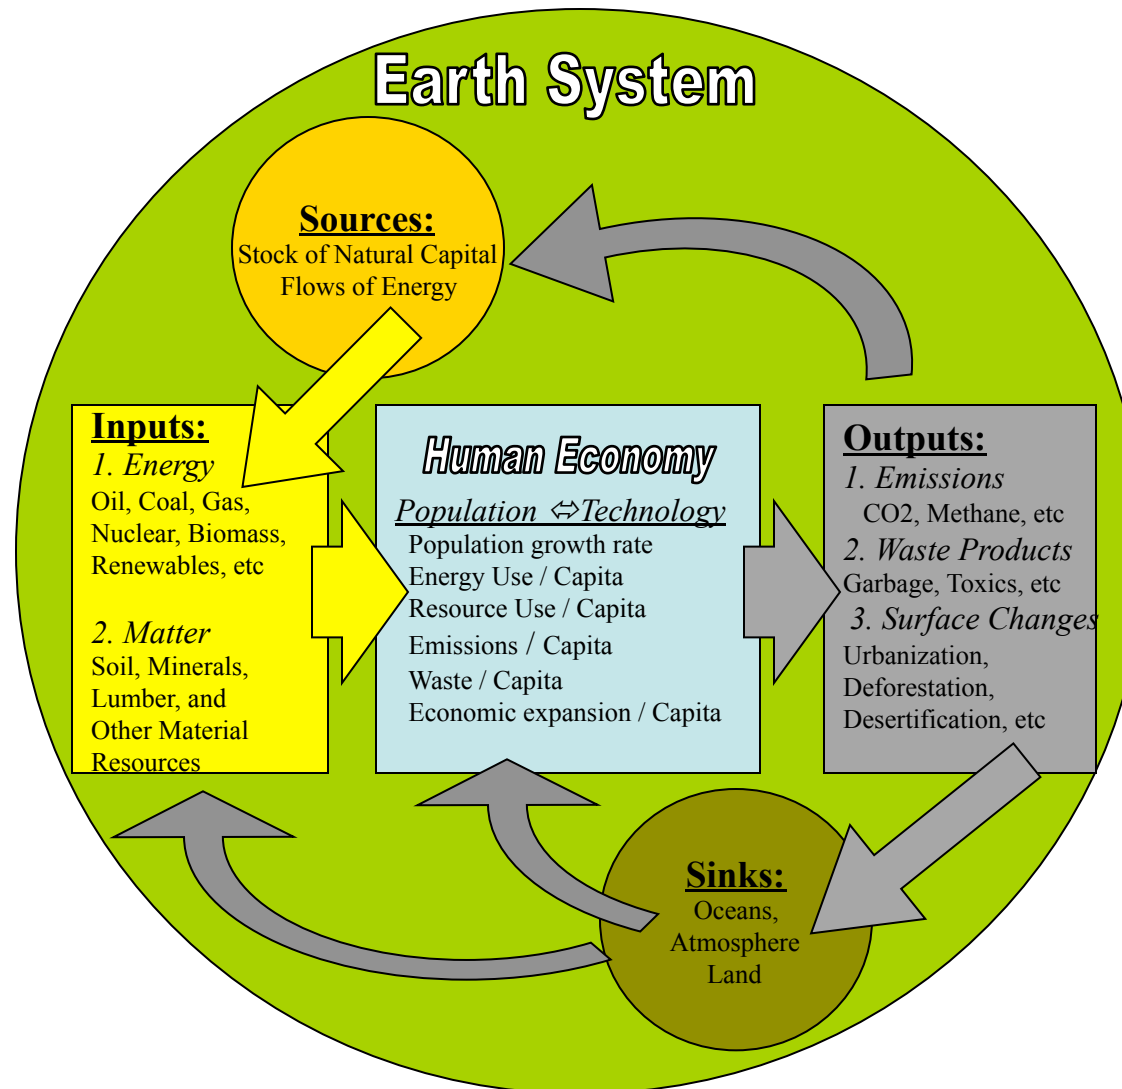 Earth System
Sources:
Stock of Natural Capital
Flows of Energy
Inputs:
1. Energy
Oil, Coal, Gas,
Nuclear, Biomass,
Renewables, etc
2. Matter
Soil, Minerals,
Lumber, and
Other Material
Resources
Human Economy
Population ⬄Technology
Population growth rate
Energy Use / Capita
Resource Use / Capita
Emissions / Capita
Waste / Capita
Economic expansion / Capita
Outputs:
1. Emissions
CO2, Methane, etc
2. Waste Products
Garbage, Toxics, etc
3. Surface Changes
Urbanization,
Deforestation,
Desertification, etc
Sinks:
Oceans,
Atmosphere
Land